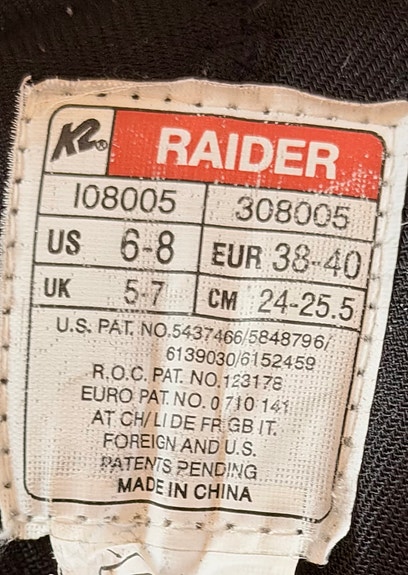 K2® RAIDER
I08005 308005
US 6-8 EUR 38-40
UK 5-7 CM 24-25.5
U.S. PAT. NO.5437466/5848796/
6139030/6152459
R.O.C. PAT. NO.123178
EURO PAT. NO. 0 710 141
AT CH/ LI DE FR GB IT.
FOREIGN AND U.S.
PATENTS PENDING
MADE IN CHINA